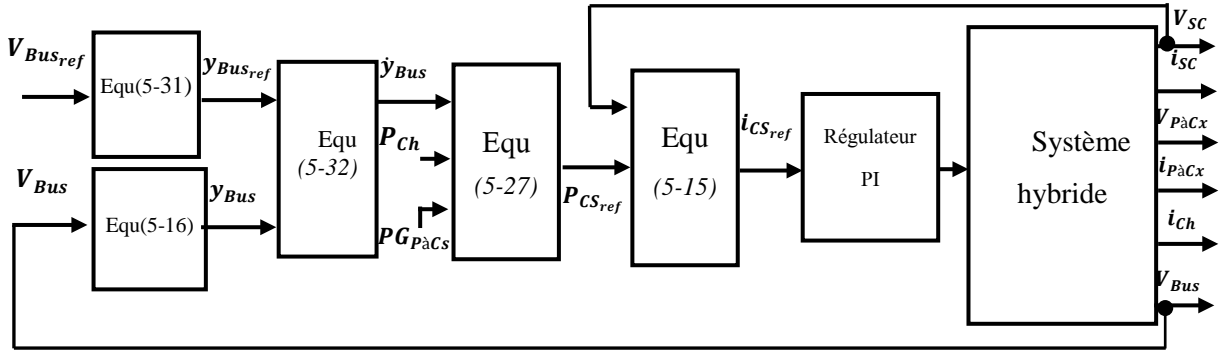 V_Bus_ref
Equ(5-31)
y_Bus_ref
V_Bus
Equ(5-16)
y_Bus
Equ
(5-32)
ẏ_Bus
P_Ch
PG_PàCs
Equ
(5-27)
P_CS_ref
Equ
(5-15)
i_CS_ref
Régulateur
PI
Système
hybride
V_SC
i_SC
V_PàCx
i_PàCx
i_Ch
V_Bus